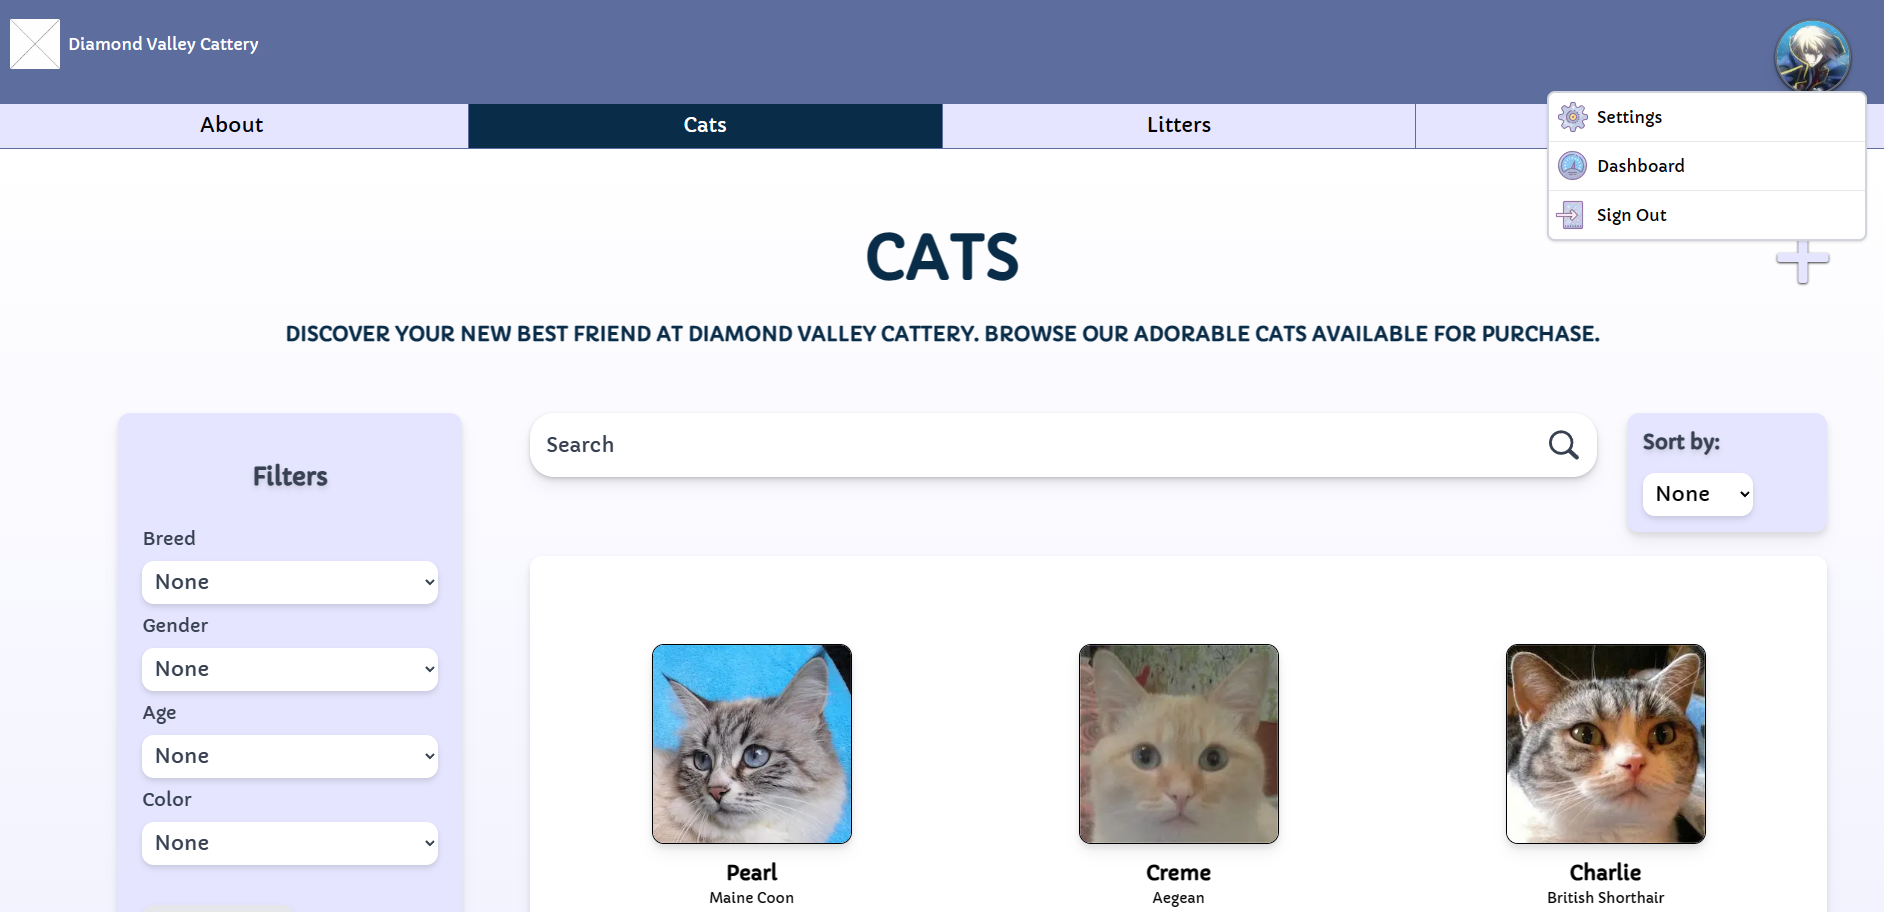 Diamond Valley Cattery
About
Cats
Litters
Settings
Dashboard
Sign Out
CATS
DISCOVER YOUR NEW BEST FRIEND AT DIAMOND VALLEY CATTERY. BROWSE OUR ADORABLE CATS AVAILABLE FOR PURCHASE.
Filters
Breed
None
Gender
None
Age
None
Color
None
Search
Sort by:
None
Pearl
Maine Coon
Creme
Aegean
Charlie
British Shorthair